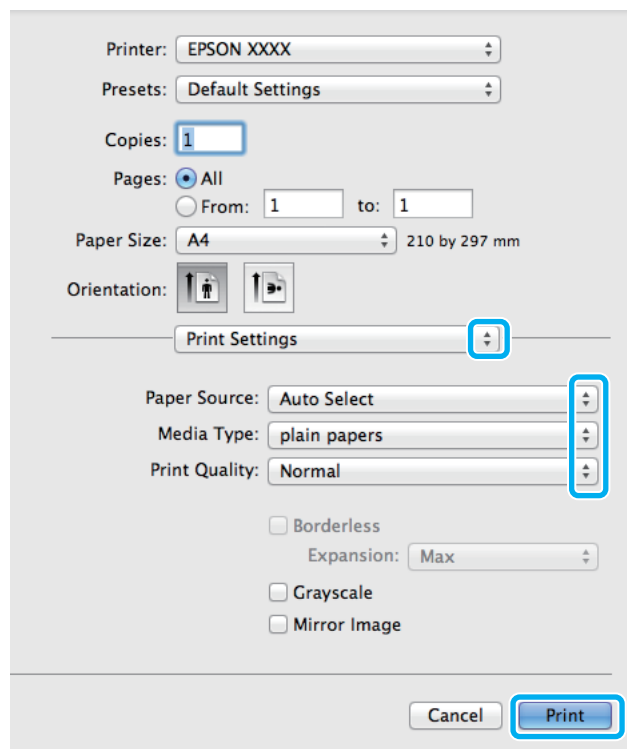 Printer: EPSON XXXX
Presets: Default Settings
Copies: 1
Pages: All
From: 1 to: 1
Paper Size: A4 210 by 297 mm
Orientation:
Print Settings
Paper Source: Auto Select
Media Type: plain papers
Print Quality: Normal
Borderless
Expansion: Max
Grayscale
Mirror Image
Cancel Print